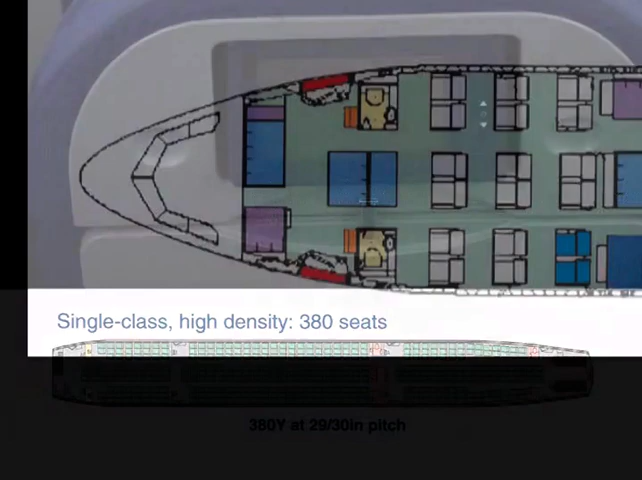 Single-class, high density: 380 seats
380Y at 29/30in pitch